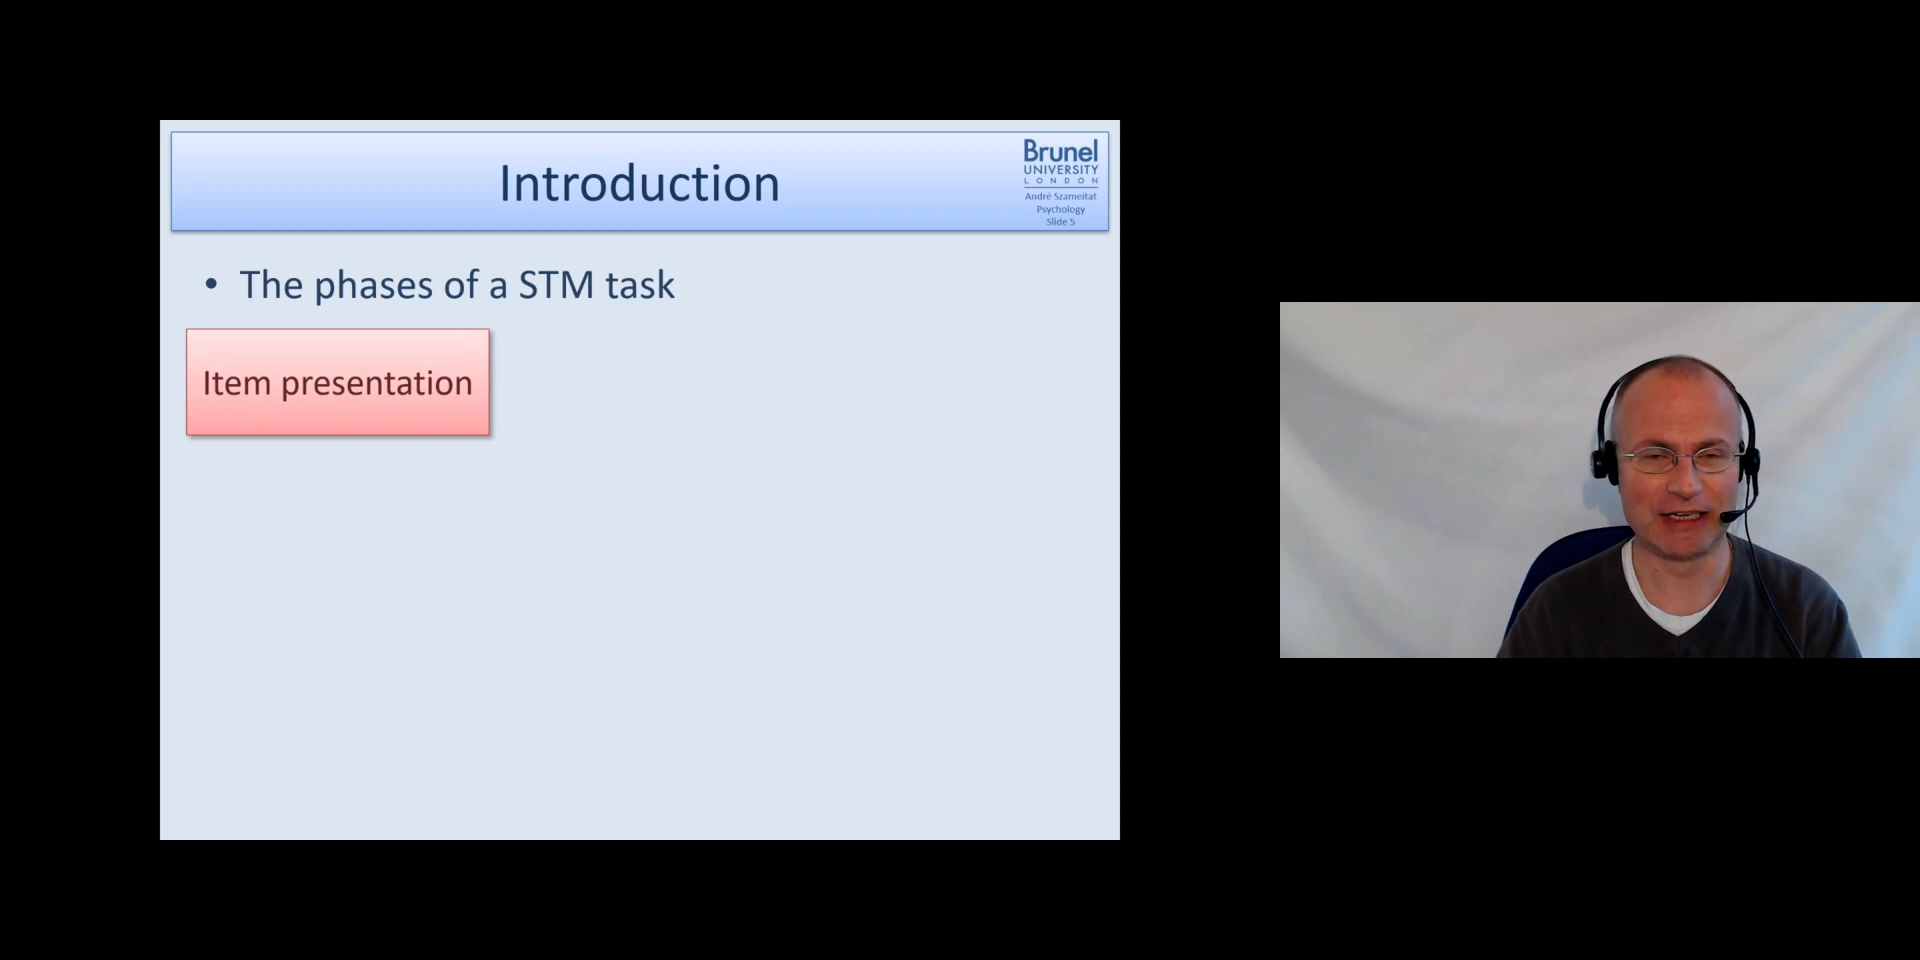 Introduction
Brunel
UNIVERSITY
LONDON
André Szameitat
Psychology
Slide 5
• The phases of a STM task
Item presentation